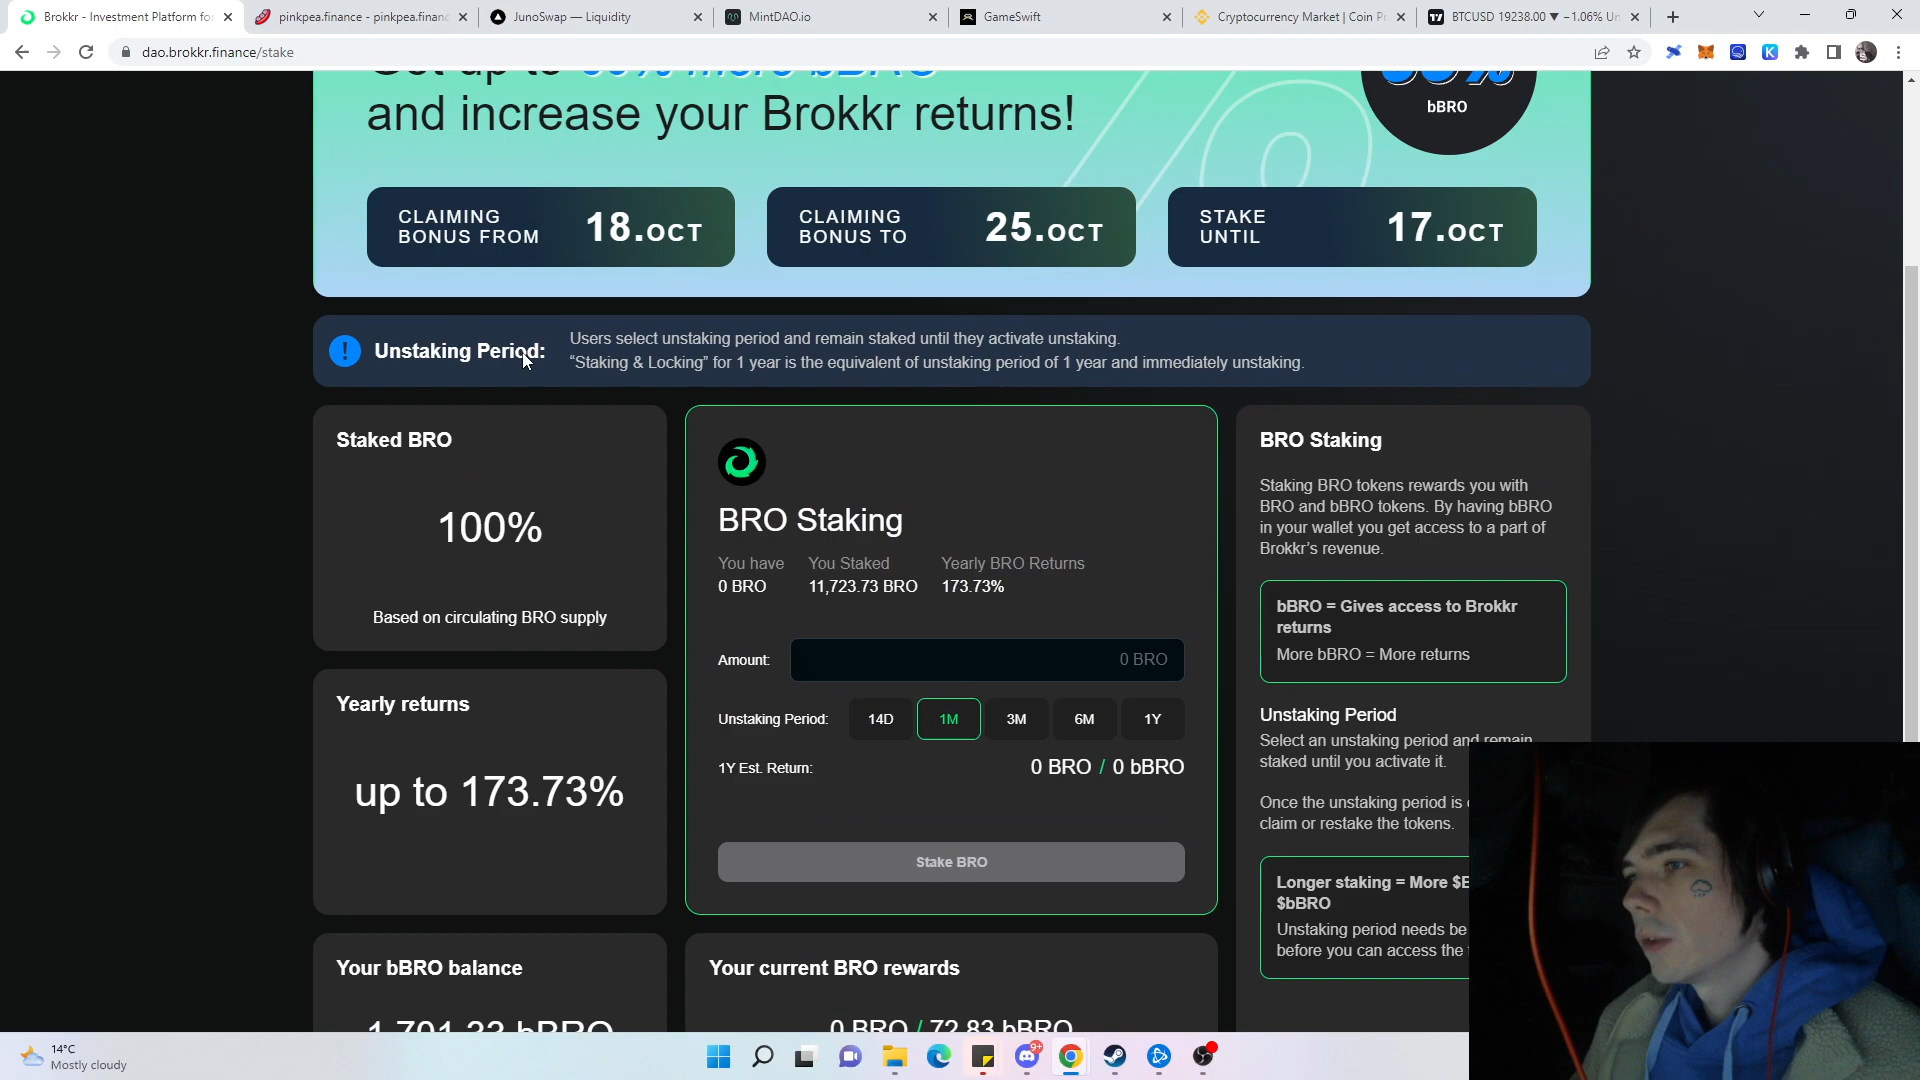 Brokkr - Investment Platform for
pinkpea.finance - pinkpea.financ
JunoSwap — Liquidity
MintDAO.io
GameSwift
Cryptocurrency Market | Coin Pr
BTCUSD 19238.00 ▼ −1.06% Un
dao.brokkr.finance/stake
and increase your Brokkr returns!
bBRO
CLAIMING
BONUS FROM
18.OCT
CLAIMING
BONUS TO
25.OCT
STAKE
UNTIL
17.OCT
Unstaking Period:
Users select unstaking period and remain staked until they activate unstaking.
“Staking & Locking” for 1 year is the equivalent of unstaking period of 1 year and immediately unstaking.
Staked BRO
100%
Based on circulating BRO supply
Yearly returns
up to 173.73%
Your bBRO balance
BRO Staking
You have
You Staked
Yearly BRO Returns
0 BRO
11,723.73 BRO
173.73%
Amount:
0 BRO
Unstaking Period:
14D
1M
3M
6M
1Y
1Y Est. Return:
0 BRO / 0 bBRO
Stake BRO
Your current BRO rewards
0 BRO / 72.83 bBRO
BRO Staking
Staking BRO tokens rewards you with
BRO and bBRO tokens. By having bBRO
in your wallet you get access to a part of
Brokkr’s revenue.
bBRO = Gives access to Brokkr
returns
More bBRO = More returns
Unstaking Period
Select an unstaking period and remain
staked until you activate it.
Once the unstaking period is
claim or restake the tokens.
Longer staking = More
$bBRO
Unstaking period needs be
before you can access the
14°C
Mostly cloudy
9+